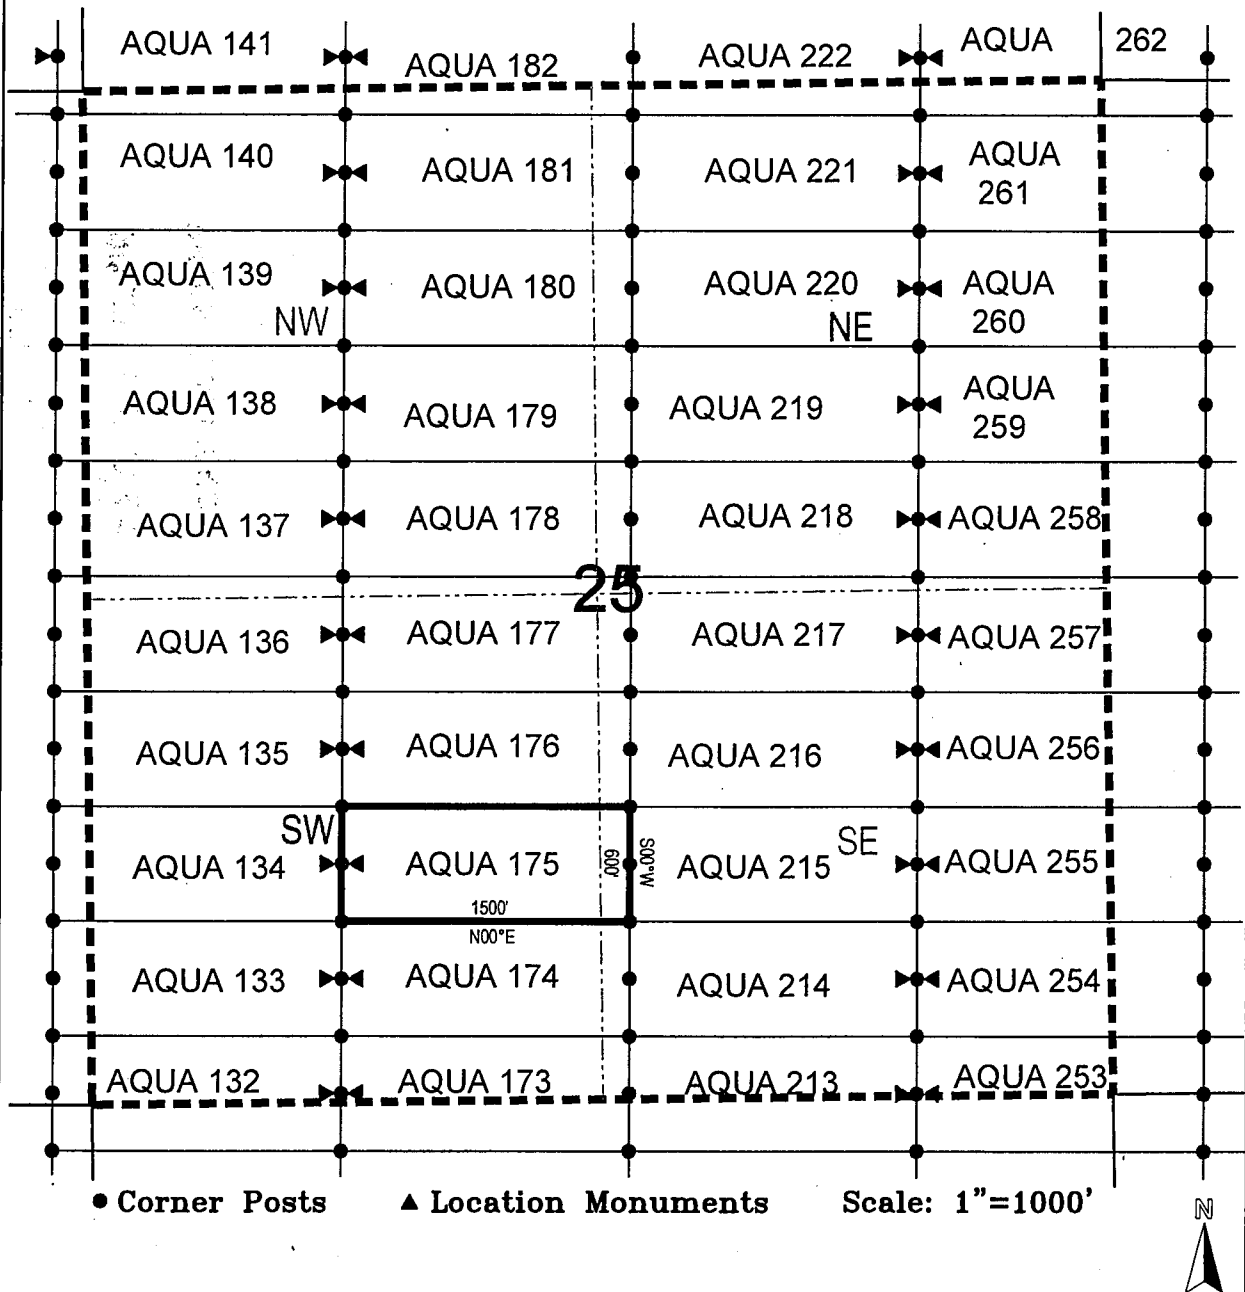 AQUA 141
AQUA 182
AQUA 222
AQUA 262
AQUA 140
AQUA 181
AQUA 221
AQUA
261
AQUA 139
AQUA 180
AQUA 220
AQUA
260
NW
NE
AQUA 138
AQUA 179
AQUA 219
AQUA
259
AQUA 137
AQUA 178
AQUA 218
AQUA 258
25
AQUA 136
AQUA 177
AQUA 217
AQUA 257
AQUA 135
AQUA 176
AQUA 216
AQUA 256
SW
SE
AQUA 134
AQUA 175
600'
S00°W
AQUA 215
AQUA 255
1500'
N00°E
AQUA 133
AQUA 174
AQUA 214
AQUA 254
AQUA 132
AQUA 173
AQUA 213
AQUA 253
Corner Posts
Location Monuments
Scale: 1"=1000'
N